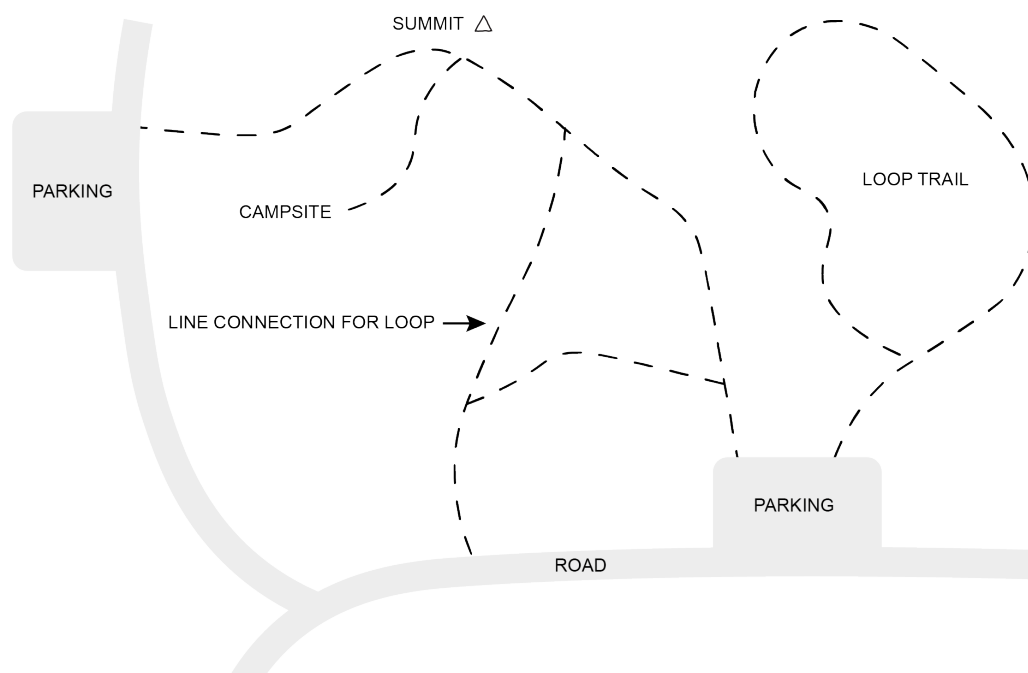 SUMMIT
PARKING
LOOP TRAIL
CAMPSITE
LINE CONNECTION FOR LOOP
PARKING
ROAD